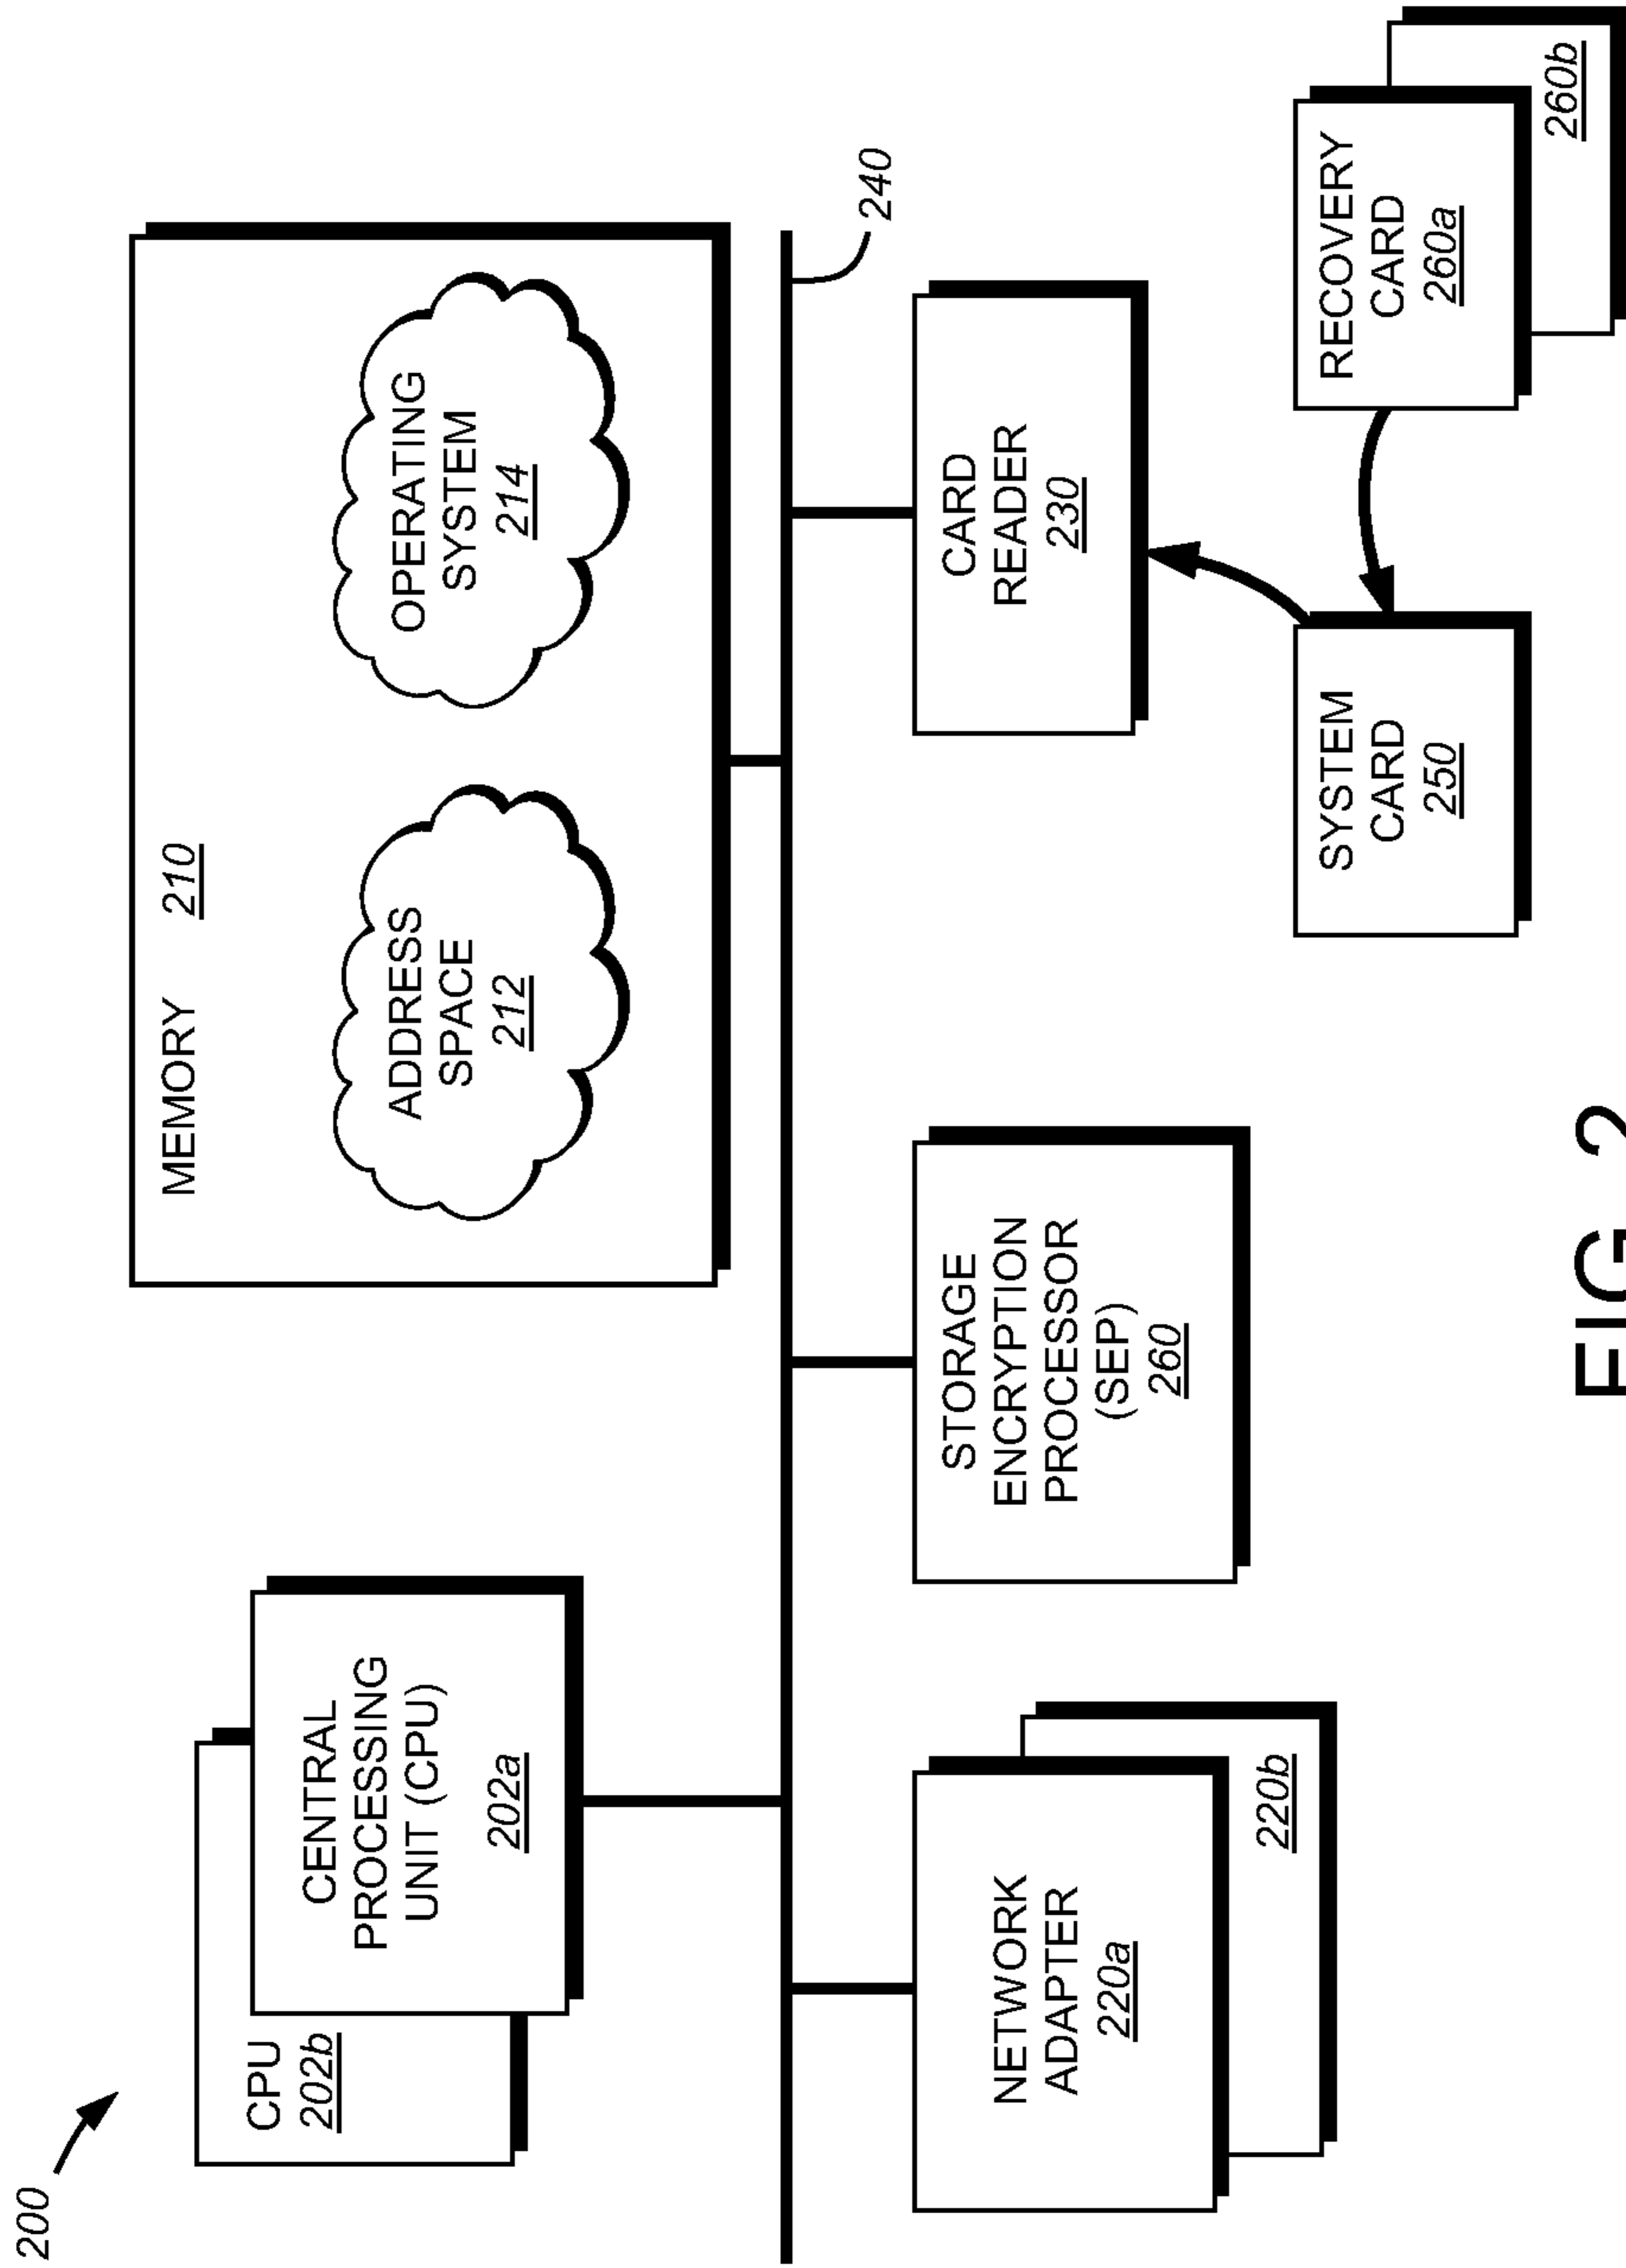 200
CPU
202b
CENTRAL
PROCESSING
UNIT (CPU)
202a
MEMORY 210
ADDRESS
SPACE
212
OPERATING
SYSTEM
214
240
NETWORK
ADAPTER
220a
220b
STORAGE
ENCRYPTION
PROCESSOR
(SEP)
260
CARD
READER
230
SYSTEM
CARD
250
RECOVERY
CARD
260a
260b
FIG. 2